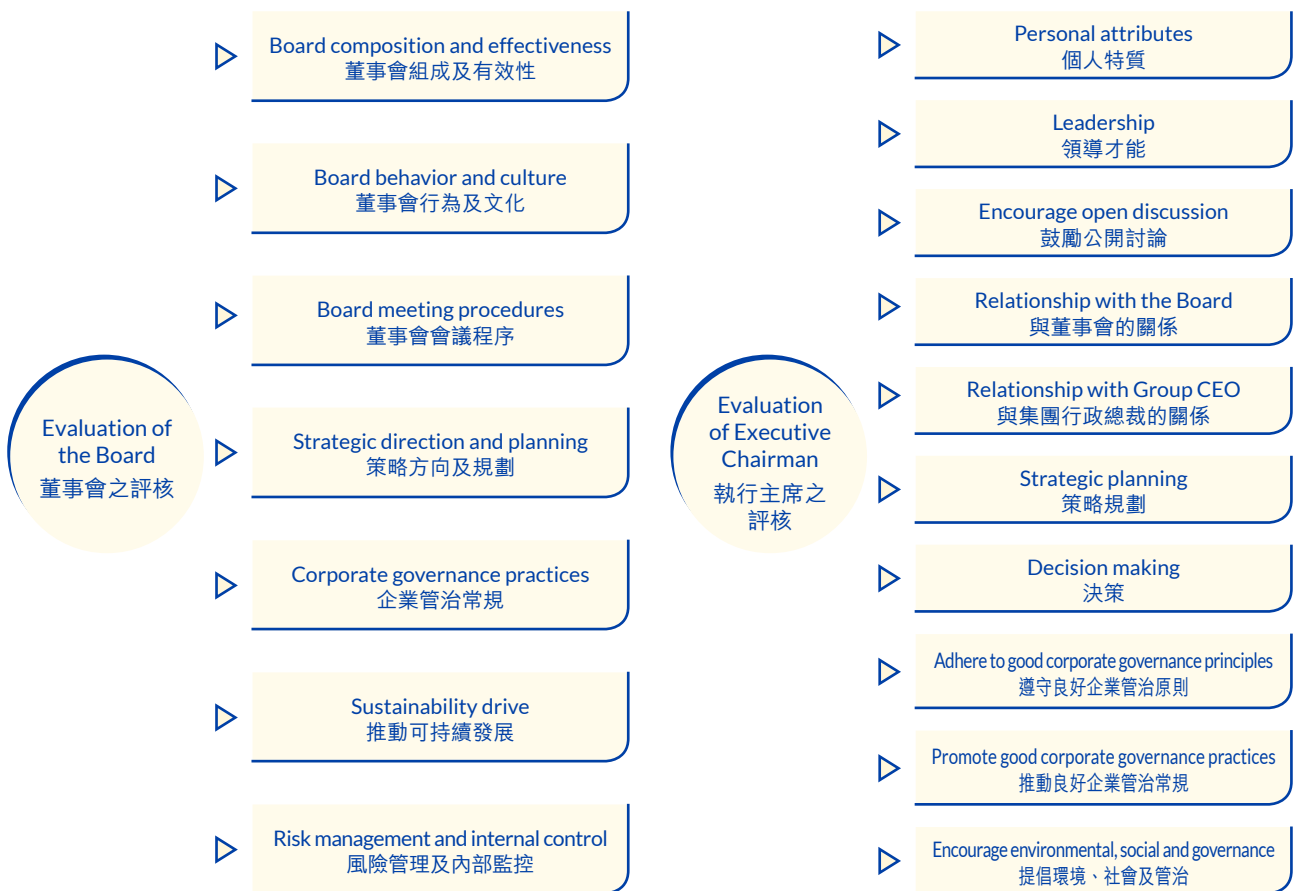 Evaluation of
the Board
董事會之評核
Board composition and effectiveness
董事會組成及有效性
Board behavior and culture
董事會行為及文化
Board meeting procedures
董事會會議程序
Strategic direction and planning
策略方向及規劃
Corporate governance practices
企業管治常規
Sustainability drive
推動可持續發展
Risk management and internal control
風險管理及內部監控
Evaluation
of Executive
Chairman
執行主席之
評核
Personal attributes
個人特質
Leadership
領導才能
Encourage open discussion
鼓勵公開討論
Relationship with the Board
與董事會的關係
Relationship with Group CEO
與集團行政總裁的關係
Strategic planning
策略規劃
Decision making
決策
Adhere to good corporate governance principles
遵守良好企業管治原則
Promote good corporate governance practices
推動良好企業管治常規
Encourage environmental, social and governance
提倡環境、社會及管治